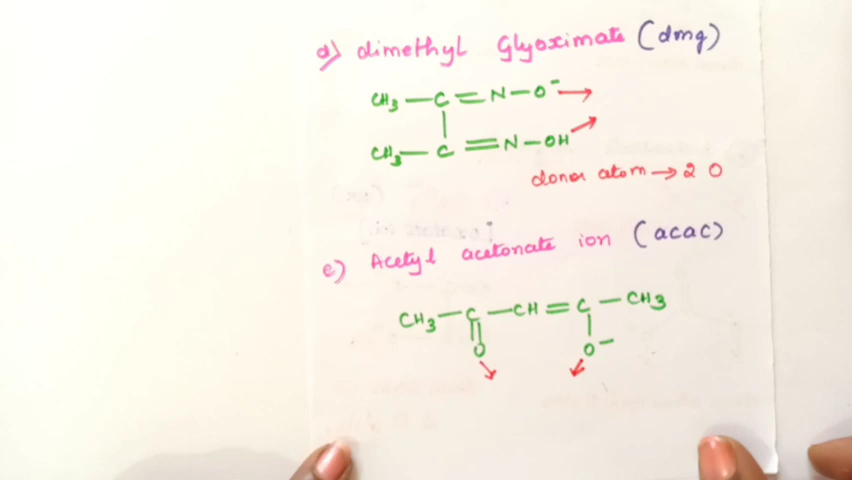 d) dimethyl Glyoximate (dmg)
CH3 — C = N — O⁻ →
|
CH3 — C = N — OH
donor atom → 2 O
e) Acetyl acetonate ion (acac)
CH3 — C — CH = C — CH3
|| |
O O⁻